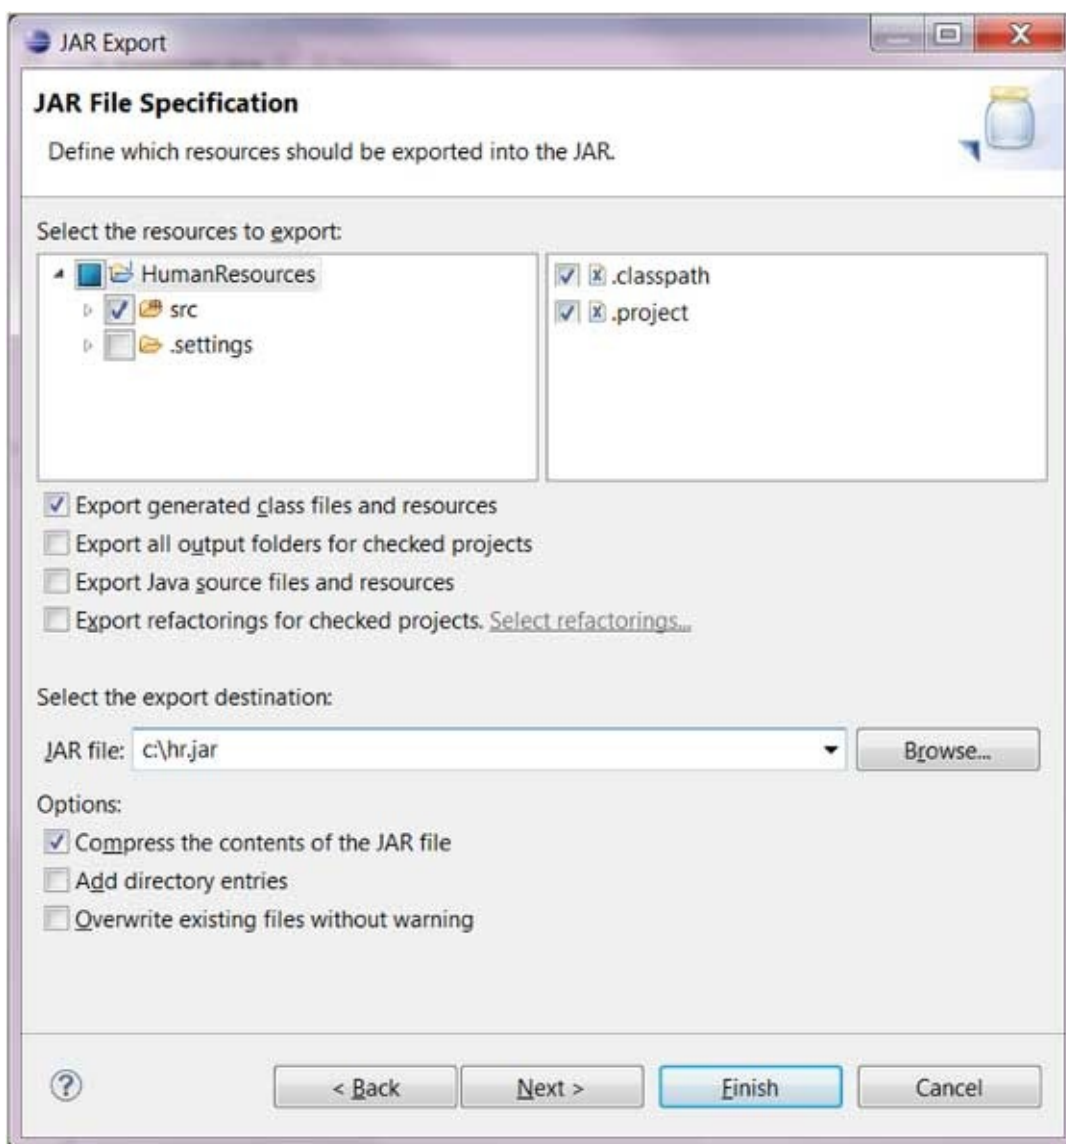 JAR Export
JAR File Specification
Define which resources should be exported into the JAR.
Select the resources to export:
HumanResources
src
.settings
.classpath
.project
Export generated class files and resources
Export all output folders for checked projects
Export Java source files and resources
Export refactorings for checked projects. Select refactorings...
Select the export destination:
JAR file: c:\hr.jar Browse...
Options:
Compress the contents of the JAR file
Add directory entries
Overwrite existing files without warning
? < Back Next > Finish Cancel